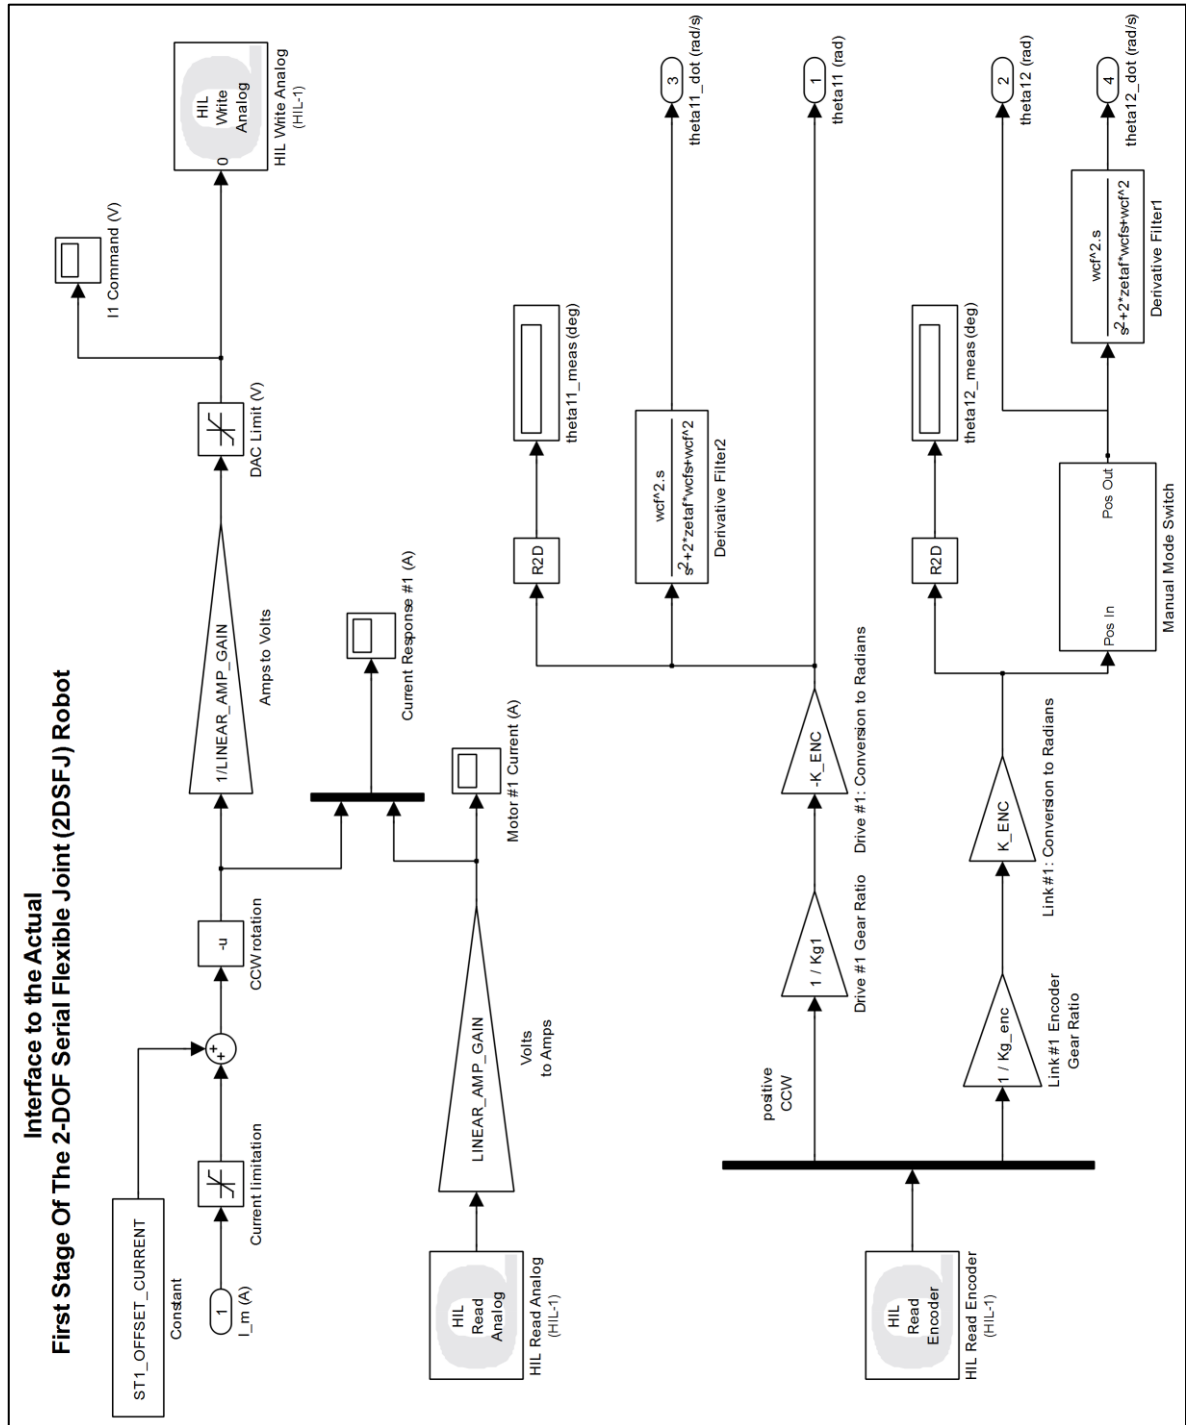 Interface to the Actual
First Stage Of The 2-DOF Serial Flexible Joint (2DSFJ) Robot
ST1_OFFSET_CURRENT
Constant
1
I_m (A)
Current limitation
+
+
-u
CCW rotation
1/LINEAR_AMP_GAIN
Amps to Volts
DAC Limit (V)
I1 Command (V)
0
HIL
Write
Analog
HIL Write Analog
(HIL-1)
HIL
Read
Analog
HIL Read Analog
(HIL-1)
LINEAR_AMP_GAIN
Volts
to Amps
Current Response #1 (A)
Motor #1 Current (A)
HIL
Read
Encoder
HIL Read Encoder
(HIL-1)
positive
CCW
1 / Kg1
Drive #1 Gear Ratio
-K_ENC
Drive #1: Conversion to Radians
R2D
theta11_meas (deg)
wcf^2.s
s^2+2*zetaf*wcfs+wcf^2
Derivative Filter2
3
theta11_dot (rad/s)
1
theta11 (rad)
1 / Kg_enc
Link #1 Encoder
Gear Ratio
K_ENC
Link #1: Conversion to Radians
R2D
theta12_meas (deg)
Pos In
Pos Out
Manual Mode Switch
wcf^2.s
s^2+2*zetaf*wcfs+wcf^2
Derivative Filter1
2
theta12 (rad)
4
theta12_dot (rad/s)